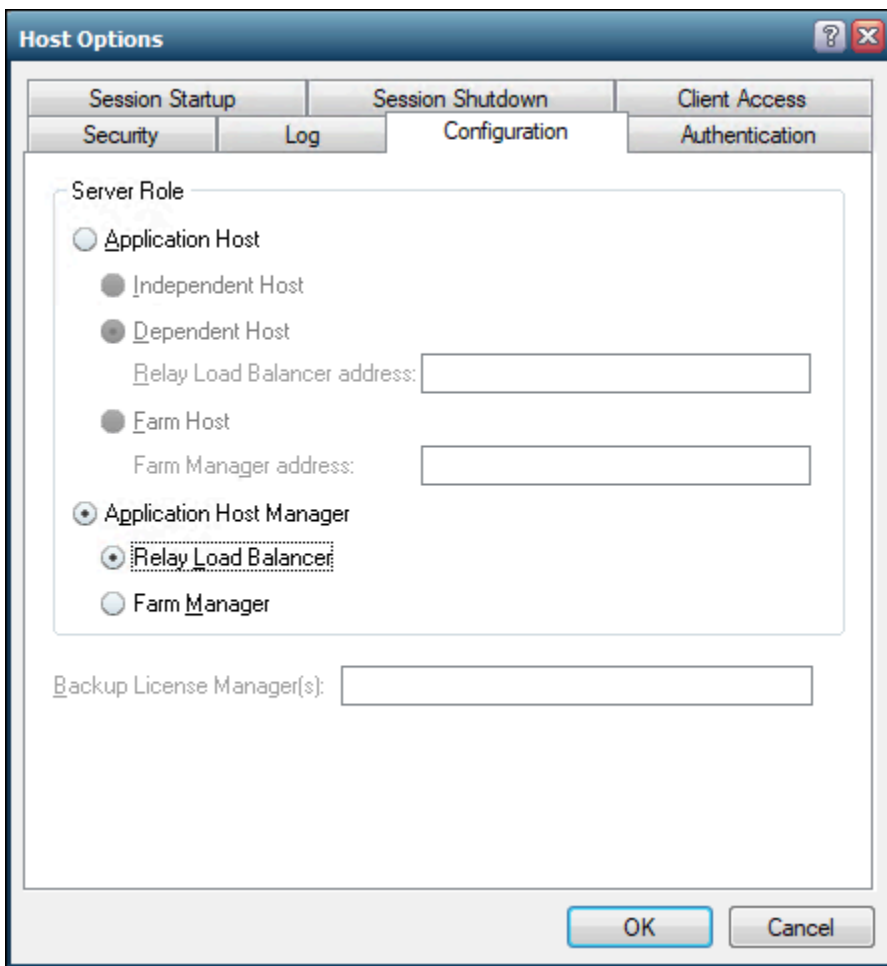 Host Options
Session Startup Session Shutdown Client Access
Security Log Configuration Authentication
Server Role
Application Host
Independent Host
Dependent Host
Relay Load Balancer address:
Farm Host
Farm Manager address:
Application Host Manager
Relay Load Balancer
Farm Manager
Backup License Manager(s):
OK Cancel